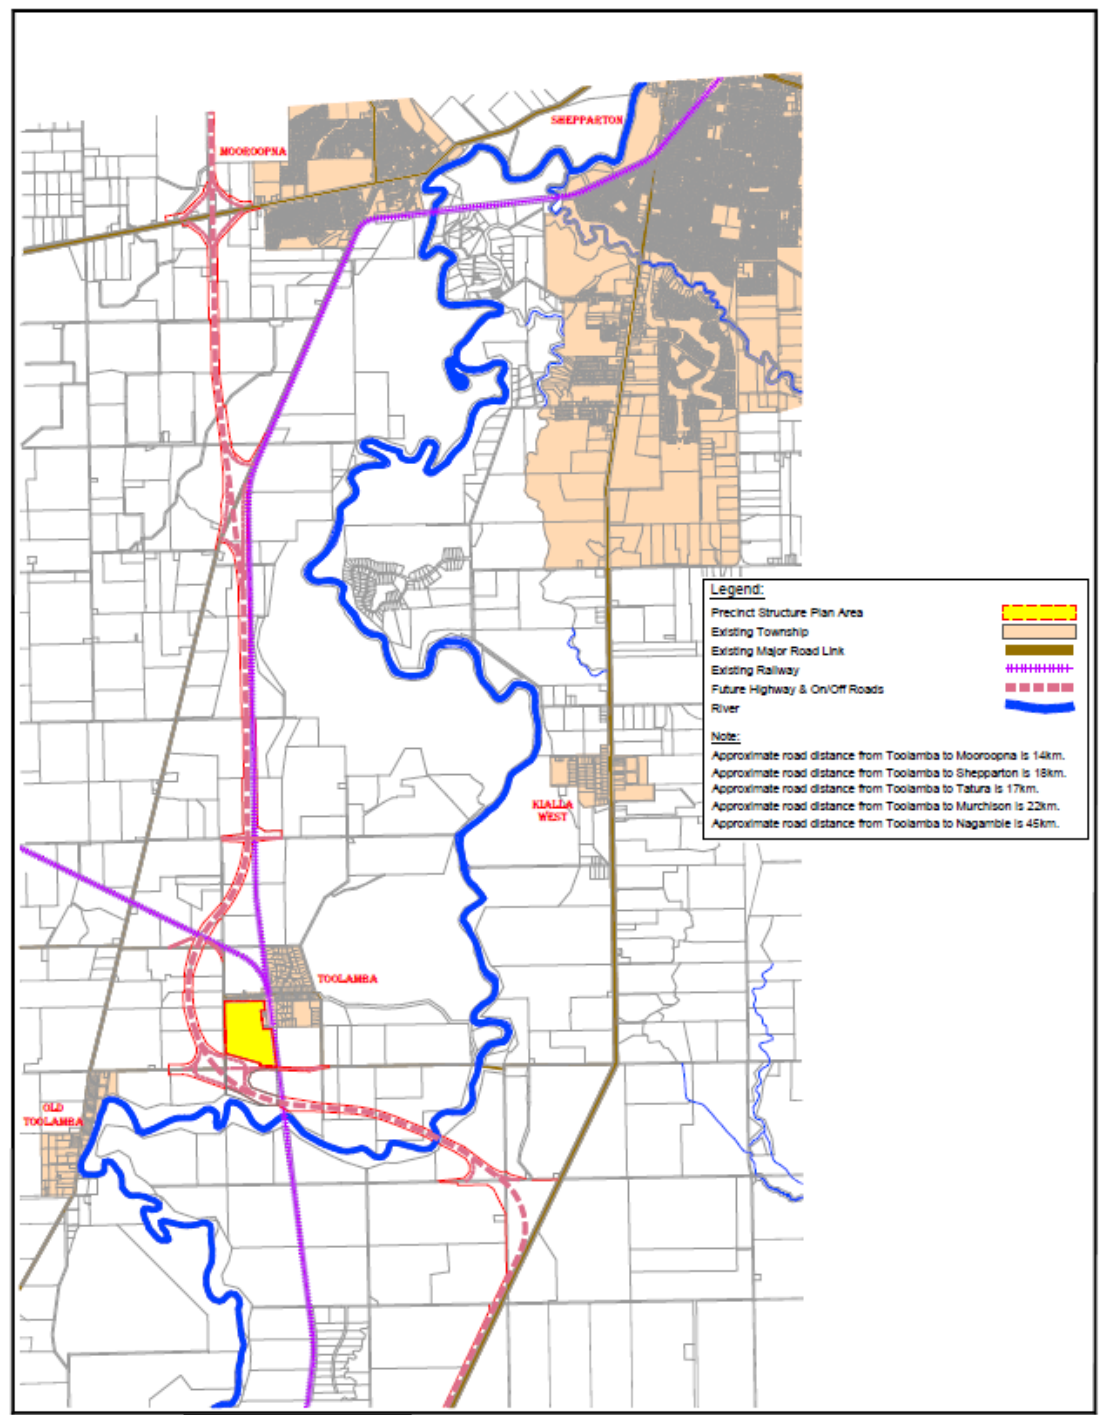 SHEPPARTON
MOOROOPNA
Legend:
Precinct Structure Plan Area
Existing Township
Existing Major Road Link
Existing Railway
Future Highway & On/Off Roads
River
Note:
Approximate road distance from Toolamba to Mooroopna is 14km.
Approximate road distance from Toolamba to Shepparton is 18km.
Approximate road distance from Toolamba to Tatura is 17km.
Approximate road distance from Toolamba to Murchison is 22km.
Approximate road distance from Toolamba to Nagambie is 45km.
KIALLA
WEST
TOOLAMBA
OLD
TOOLAMBA